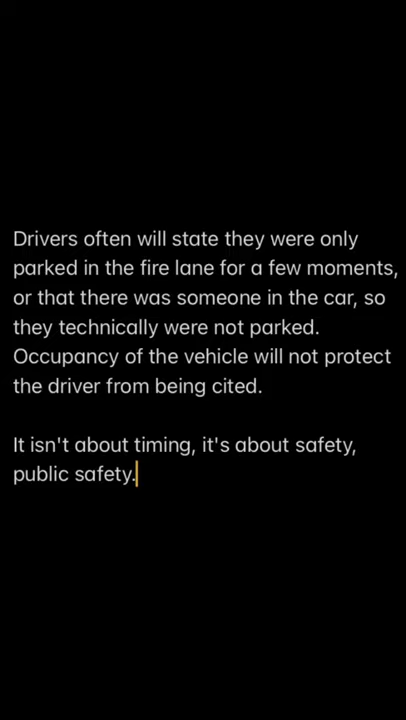 Drivers often will state they were only
parked in the fire lane for a few moments,
or that there was someone in the car, so
they technically were not parked.
Occupancy of the vehicle will not protect
the driver from being cited.
It isn't about timing, it's about safety,
public safety.